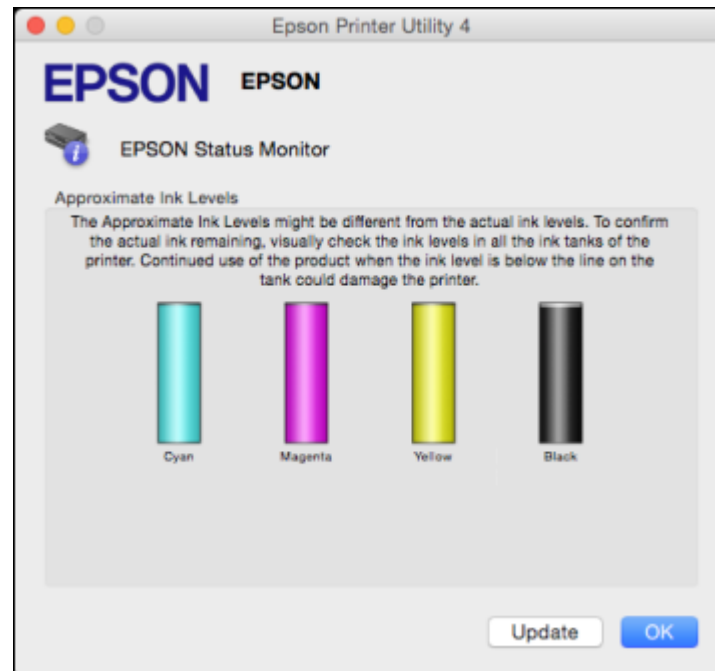 Epson Printer Utility 4
EPSON EPSON
EPSON Status Monitor
Approximate Ink Levels
The Approximate Ink Levels might be different from the actual ink levels. To confirm
the actual ink remaining, visually check the ink levels in all the ink tanks of the
printer. Continued use of the product when the ink level is below the line on the
tank could damage the printer.
Cyan Magenta Yellow Black
Update OK